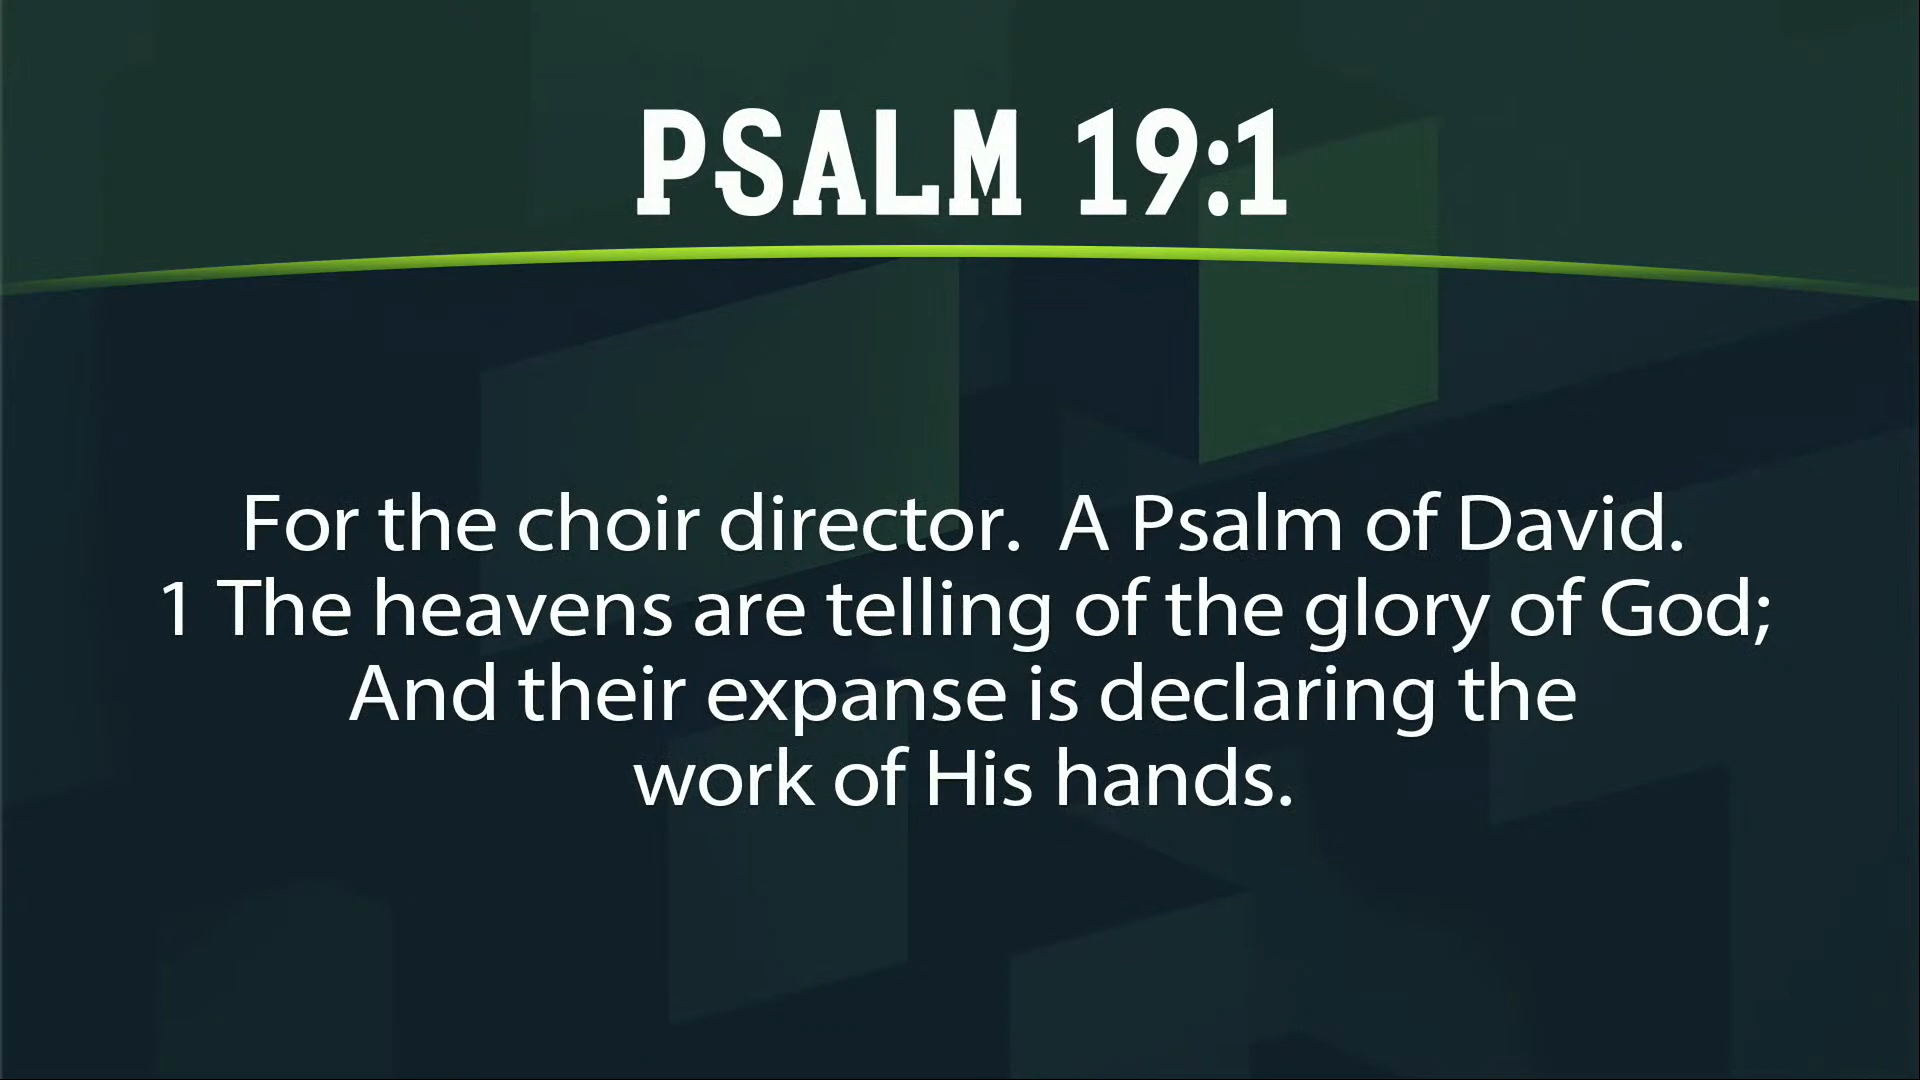 PSALM 19:1
For the choir director.  A Psalm of David.
1 The heavens are telling of the glory of God;
And their expanse is declaring the
work of His hands.